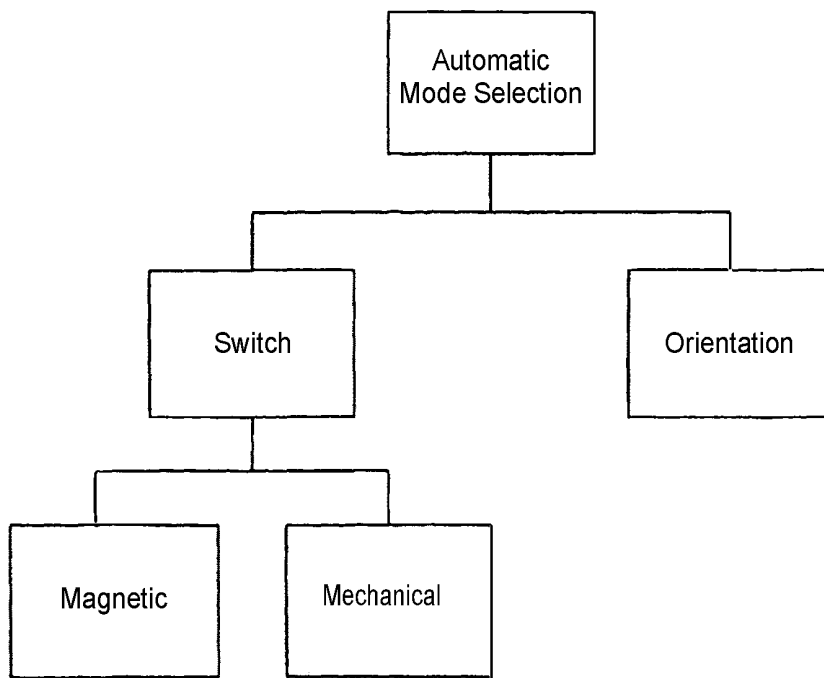 Automatic
Mode Selection
Switch
Orientation
Magnetic
Mechanical